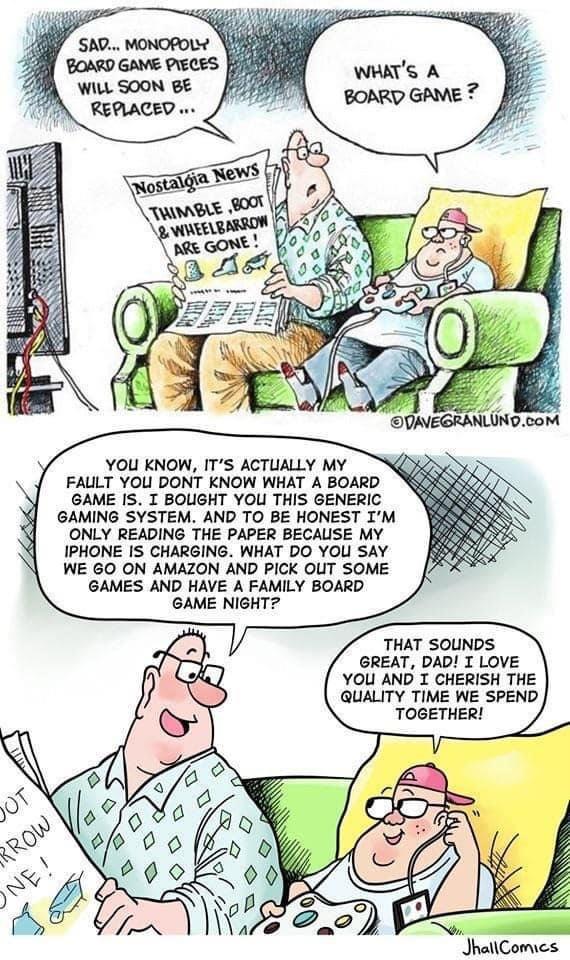 SAD... MONOPOLY
BOARD GAME PIECES
WILL SOON BE
REPLACED...
WHAT'S A
BOARD GAME?
Nostalgia News
THIMBLE, BOOT
& WHEELBARROW
ARE GONE!
©DAVEGRANLUND.COM
YOU KNOW, IT'S ACTUALLY MY
FAULT YOU DONT KNOW WHAT A BOARD
GAME IS. I BOUGHT YOU THIS GENERIC
GAMING SYSTEM. AND TO BE HONEST I'M
ONLY READING THE PAPER BECAUSE MY
IPHONE IS CHARGING. WHAT DO YOU SAY
WE GO ON AMAZON AND PICK OUT SOME
GAMES AND HAVE A FAMILY BOARD
GAME NIGHT?
THAT SOUNDS
GREAT, DAD! I LOVE
YOU AND I CHERISH THE
QUALITY TIME WE SPEND
TOGETHER!
OOT
RROW
ONE!
JhallComics